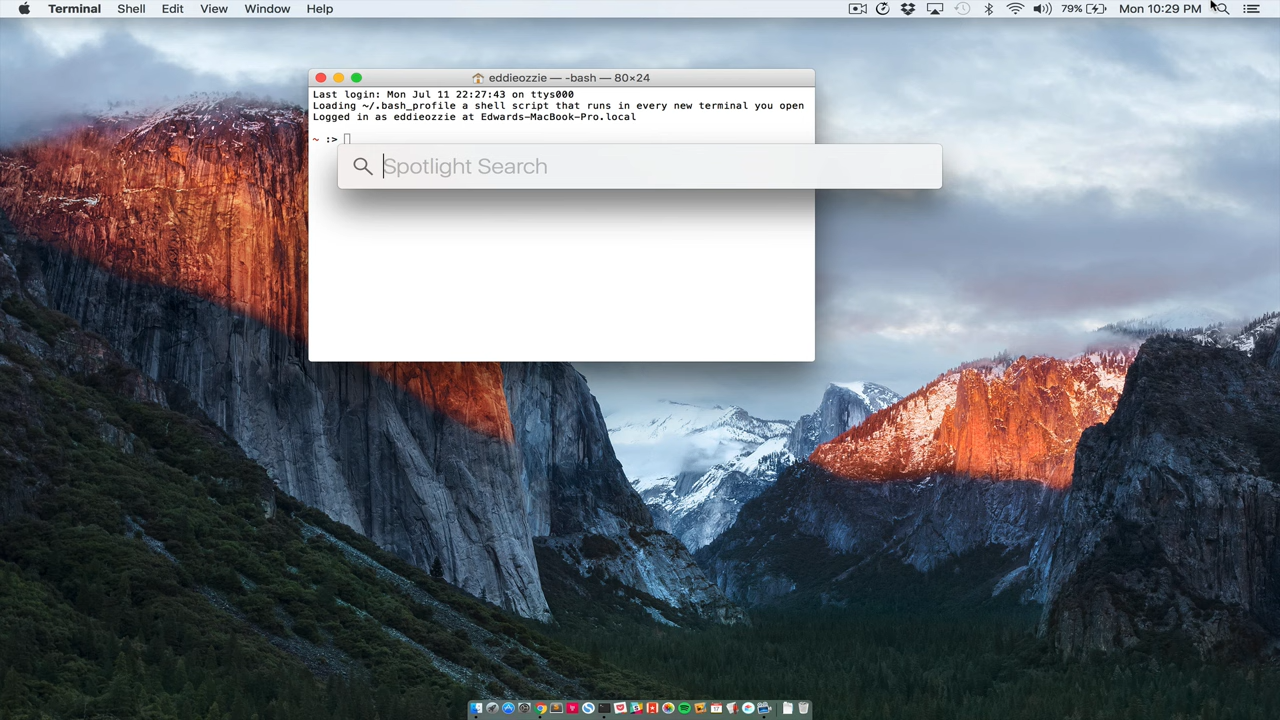 Terminal Shell Edit View Window Help 79% Mon 10:29 PM
eddieozzie — -bash — 80×24
Last login: Mon Jul 11 22:27:43 on ttys000
Loading ~/.bash_profile a shell script that runs in every new terminal you open
Logged in as eddieozzie at Edwards-MacBook-Pro.local
~ :>
Spotlight Search